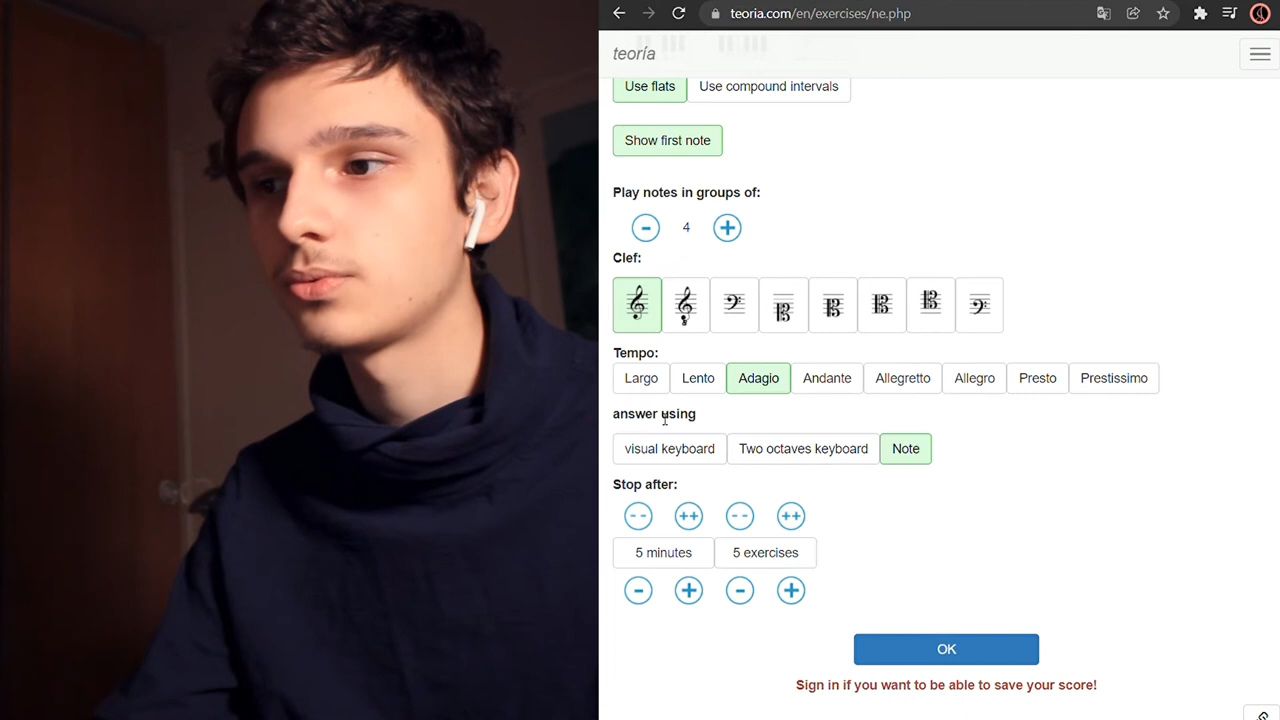 teoria.com/en/exercises/ne.php
teoría
Use flats Use compound intervals
Show first note
Play notes in groups of:
- 4 +
Clef:
Tempo:
Largo Lento Adagio Andante Allegretto Allegro Presto Prestissimo
answer using
visual keyboard Two octaves keyboard Note
Stop after:
-- ++ -- ++
5 minutes 5 exercises
- + - +
OK
Sign in if you want to be able to save your score!